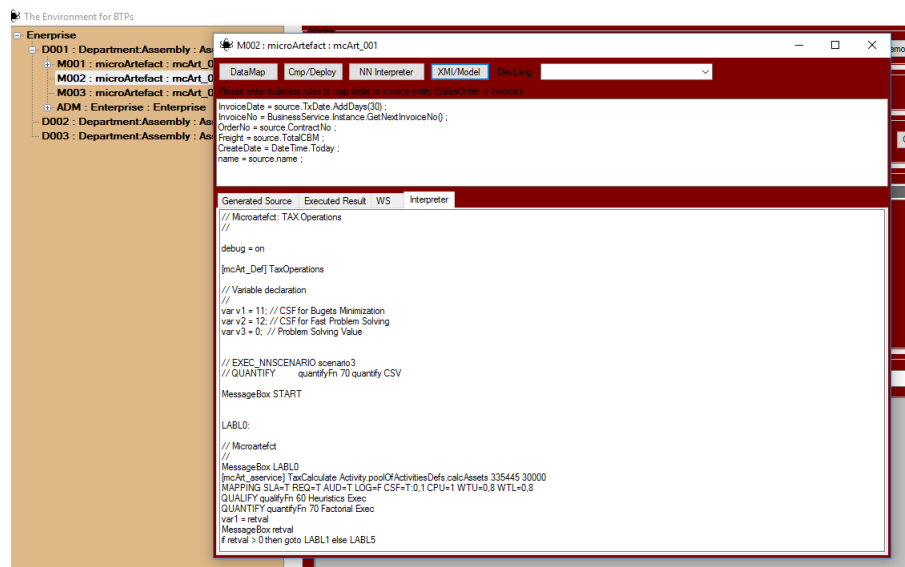 The Environment for BTPs
Enerprise
D001 : Department:Assembly : As
M001 : microArtefact : mcArt_0
M002 : microArtefact : mcArt_0
M003 : microArtefact : mcArt_0
ADM : Enterprise : Enterprise
D002 : Department:Assembly : As
D003 : Department:Assembly : As
M002 : microArtefact : mcArt_001
DataMap Cmp/Deploy NN Interpreter XMI/Model DevLang
Please enter business rules to map order to invoice entity (SalesOrder -> Invoice):
InvoiceDate = source.TxDate.AddDays(30) ;
InvoiceNo = BusinessService.Instance.GetNextInvoiceNo() ;
OrderNo = source.ContractNo ;
Freight = source.TotalCBM ;
CreateDate = DateTime.Today ;
name = source.name ;
Generated Source Executed Result WS Interpreter
// Microartefct: TAX Operations
//
debug = on
[mcArt_Def] TaxOperations
// Variable declaration
//
var v1 = 11; // CSF for Bugets Minimization
var v2 = 12; // CSF for Fast Problem Solving
var v3 = 0; // Problem Solving Value
// EXEC_NNSCENARIO scenario3
// QUANTIFY quantifyFn 70 quantify CSV
MessageBox START
LABL0:
// Microartefct
//
MessageBox LABL0
[mcArt_aservice] TaxCalculate Activity.poolOfActivitiesDefs.calcAssets 335445 30000
MAPPING SLA=T REQ=T AUD=T LOG=F CSF=T:0,1 CPU=1 WTU=0,8 WTL=0,8
QUALIFY qualifyFn 60 Heuristics Exec
QUANTIFY quantifyFn 70 Factorial Exec
var1 = retval
MessageBox retval
if retval > 0 then goto LABL1 else LABL5